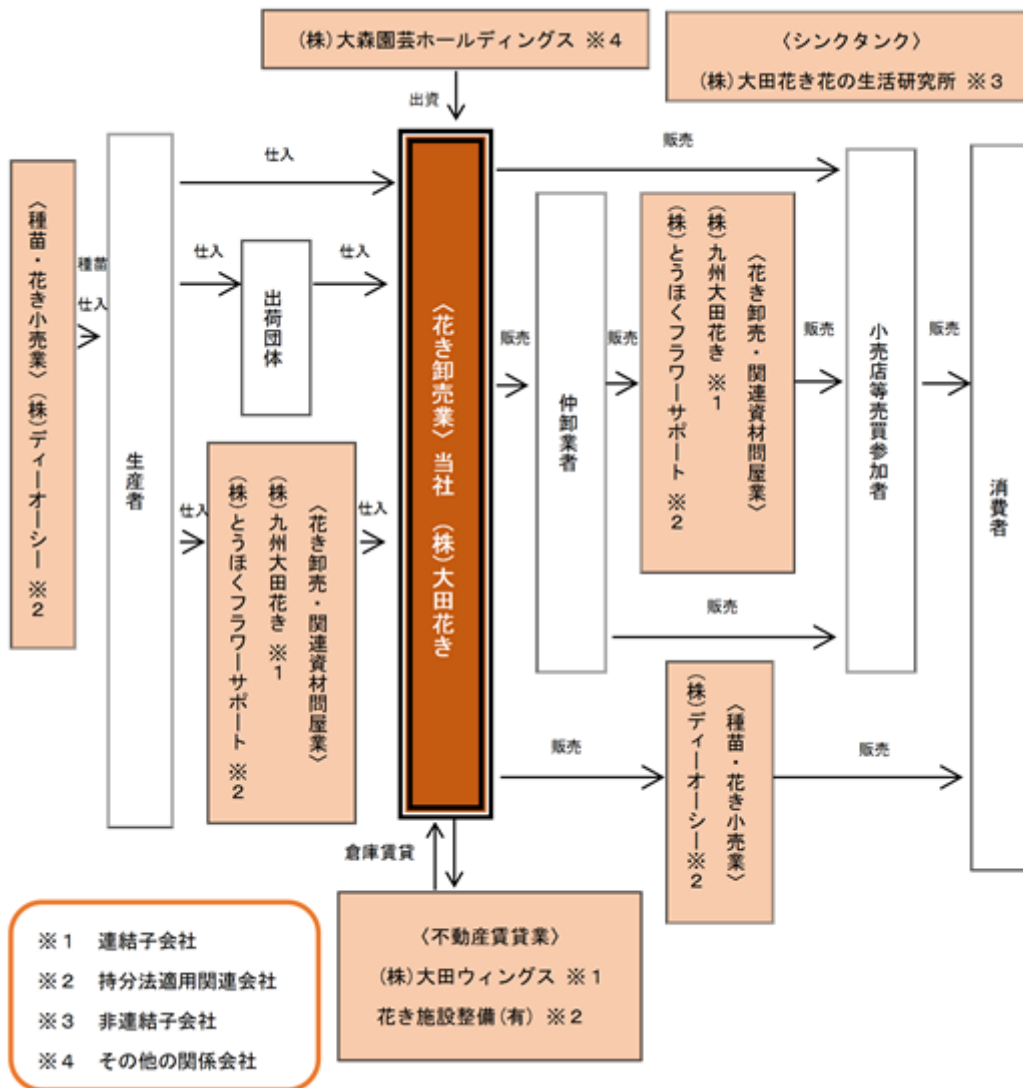 (株)大森園芸ホールディングス ※4
〈シンクタンク〉
(株)大田花き花の生活研究所 ※3
出資
〈種苗・花き小売業〉(株)ディーオーシー ※2
種苗
仕入
生産者
仕入
仕入
出荷団体
仕入
仕入
〈花き卸売・関連資材問屋業〉
(株)九州大田花き ※1
(株)とうほくフラワーサポート ※2
仕入
〈花き卸売業〉当社 (株)大田花き
販売
販売
仲卸業者
販売
〈花き卸売・関連資材問屋業〉
(株)九州大田花き ※1
(株)とうほくフラワーサポート ※2
販売
小売店等売買参加者
販売
消費者
販売
販売
〈種苗・花き小売業〉
(株)ディーオーシー※2
販売
倉庫賃貸
〈不動産賃貸業〉
(株)大田ウィングス ※1
花き施設整備(有) ※2
※1 連結子会社
※2 持分法適用関連会社
※3 非連結子会社
※4 その他の関係会社